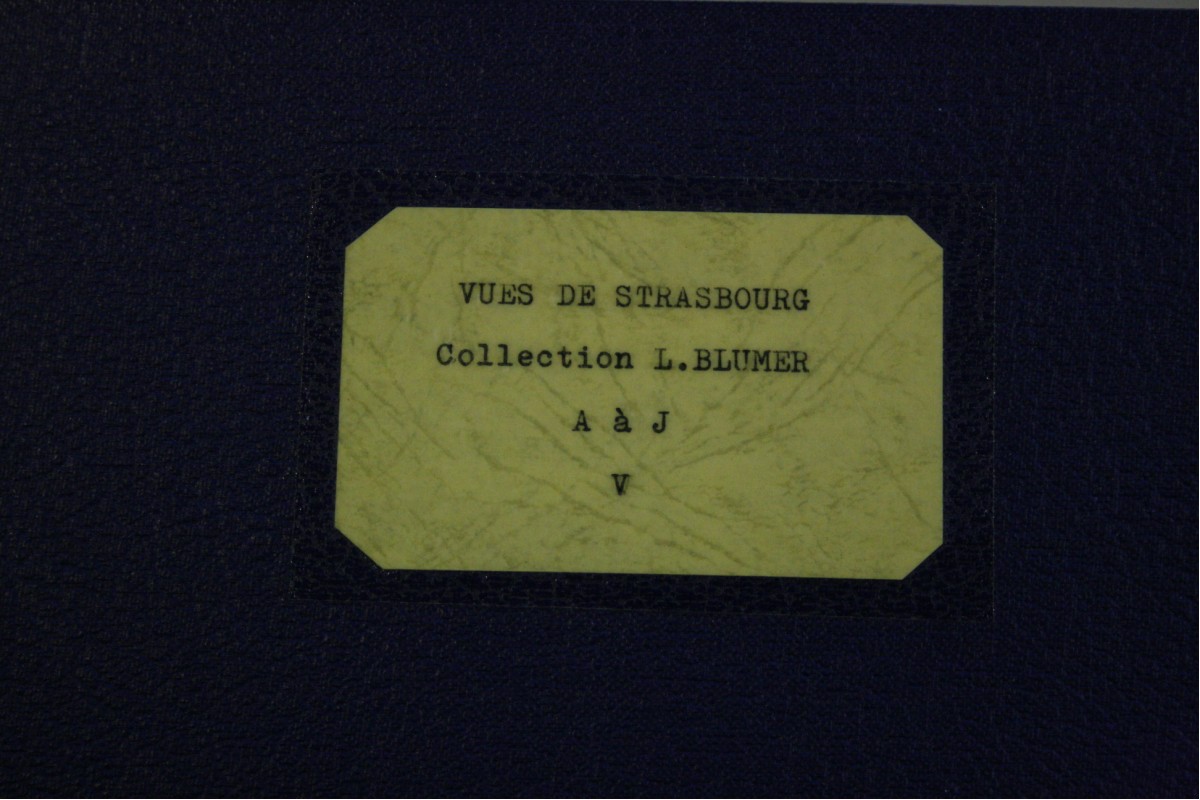 VUES DE STRASBOURG
Collection L.BLUMER
A à J
V